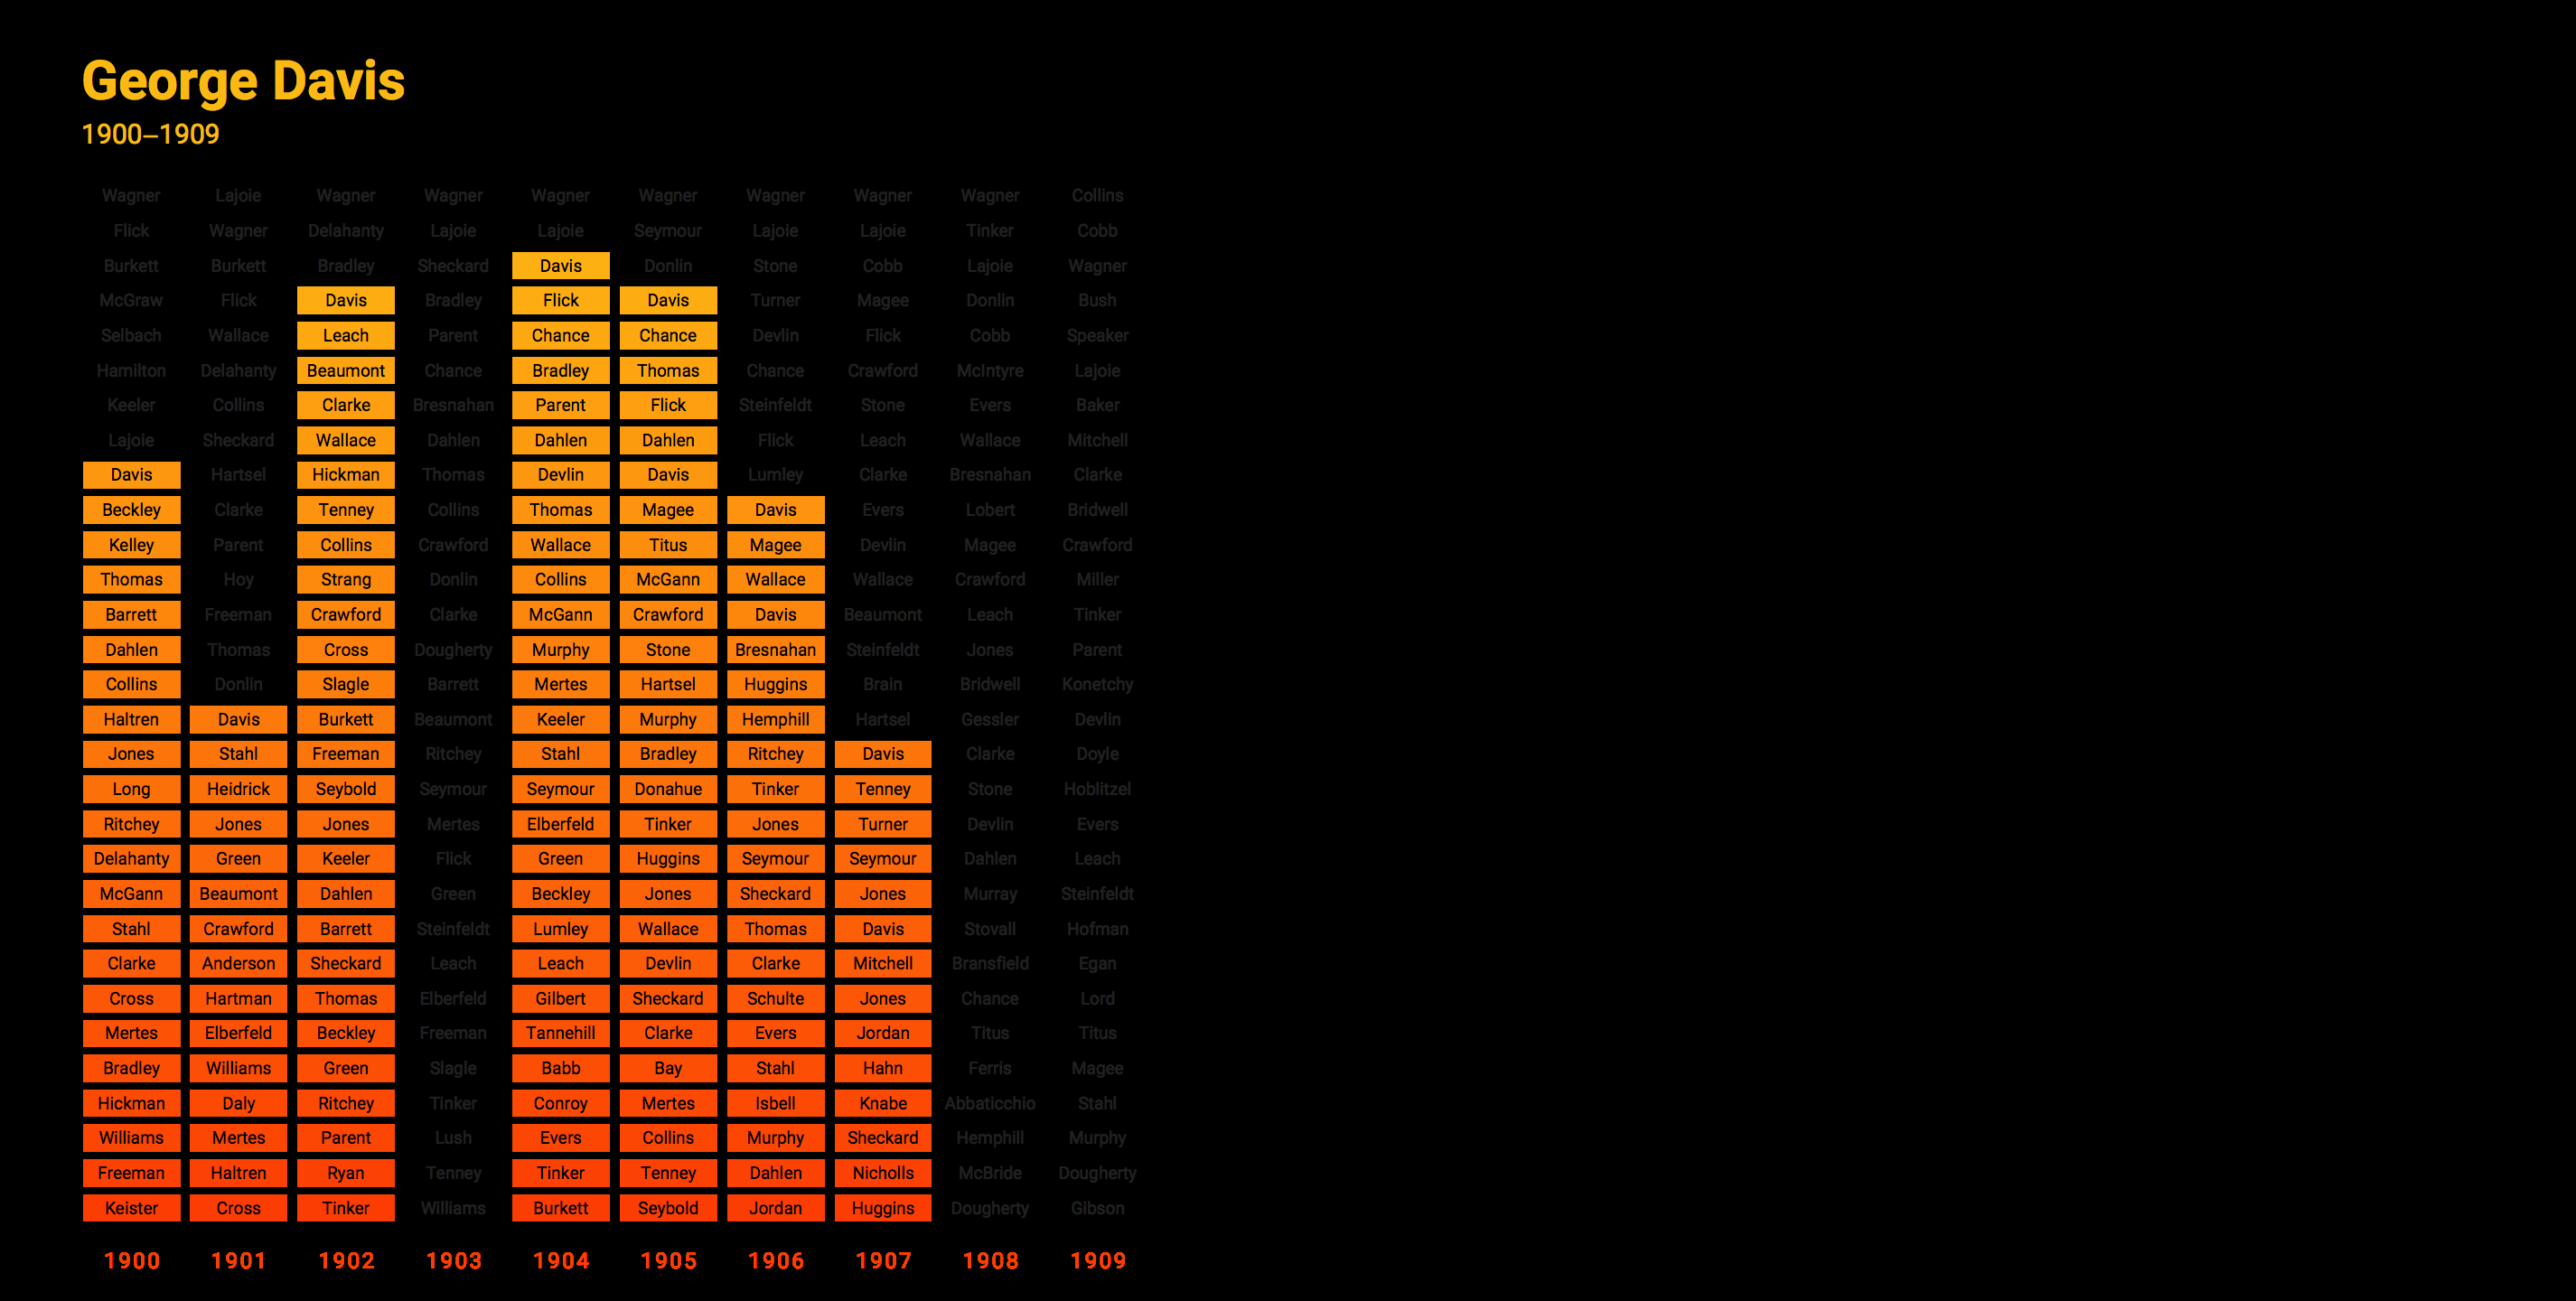 George Davis
1900–1909
Wagner Lajoie Wagner Wagner Wagner Wagner Wagner Wagner Wagner Collins
Flick Wagner Delahanty Lajoie Lajoie Seymour Lajoie Lajoie Tinker Cobb
Burkett Burkett Bradley Sheckard Davis Donlin Stone Cobb Lajoie Wagner
McGraw Flick Davis Bradley Flick Davis Turner Magee Donlin Bush
Selbach Wallace Leach Parent Chance Chance Devlin Flick Cobb Speaker
Hamilton Delahanty Beaumont Chance Bradley Thomas Chance Crawford McIntyre Lajoie
Keeler Collins Clarke Bresnahan Parent Flick Steinfeldt Stone Evers Baker
Lajoie Sheckard Wallace Dahlen Dahlen Dahlen Flick Leach Wallace Mitchell
Davis Hartsel Hickman Thomas Devlin Davis Lumley Clarke Bresnahan Clarke
Beckley Clarke Tenney Collins Thomas Magee Davis Evers Lobert Bridwell
Kelley Parent Collins Crawford Wallace Titus Magee Devlin Magee Crawford
Thomas Hoy Strang Donlin Collins McGann Wallace Wallace Crawford Miller
Barrett Freeman Crawford Clarke McGann Crawford Davis Beaumont Leach Tinker
Dahlen Thomas Cross Dougherty Murphy Stone Bresnahan Steinfeldt Jones Parent
Collins Donlin Slagle Barrett Mertes Hartsel Huggins Brain Bridwell Konetchy
Haltren Davis Burkett Beaumont Keeler Murphy Hemphill Hartsel Gessler Devlin
Jones Stahl Freeman Ritchey Stahl Bradley Ritchey Davis Clarke Doyle
Long Heidrick Seybold Seymour Seymour Donahue Tinker Tenney Stone Hoblitzel
Ritchey Jones Jones Mertes Elberfeld Tinker Jones Turner Devlin Evers
Delahanty Green Keeler Flick Green Huggins Seymour Seymour Dahlen Leach
McGann Beaumont Dahlen Green Beckley Jones Sheckard Jones Murray Steinfeldt
Stahl Crawford Barrett Steinfeldt Lumley Wallace Thomas Davis Stovall Hofman
Clarke Anderson Sheckard Leach Leach Devlin Clarke Mitchell Bransfield Egan
Cross Hartman Thomas Elberfeld Gilbert Sheckard Schulte Jones Chance Lord
Mertes Elberfeld Beckley Freeman Tannehill Clarke Evers Jordan Titus Titus
Bradley Williams Green Slagle Babb Bay Stahl Hahn Ferris Magee
Hickman Daly Ritchey Tinker Conroy Mertes Isbell Knabe Abbaticchio Stahl
Williams Mertes Parent Lush Evers Collins Murphy Sheckard Hemphill Murphy
Freeman Haltren Ryan Tenney Tinker Tenney Dahlen Nicholls McBride Dougherty
Keister Cross Tinker Williams Burkett Seybold Jordan Huggins Dougherty Gibson
1900 1901 1902 1903 1904 1905 1906 1907 1908 1909